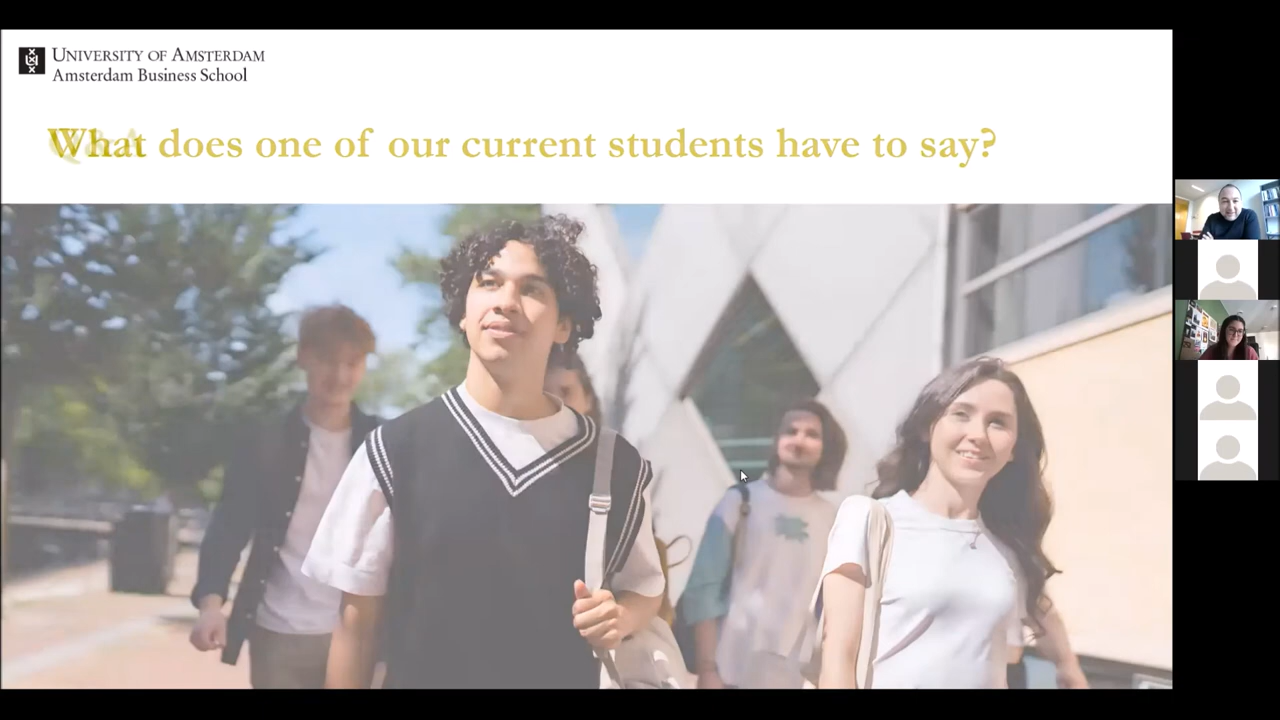 UNIVERSITY OF AMSTERDAM
Amsterdam Business School
What does one of our current students have to say?